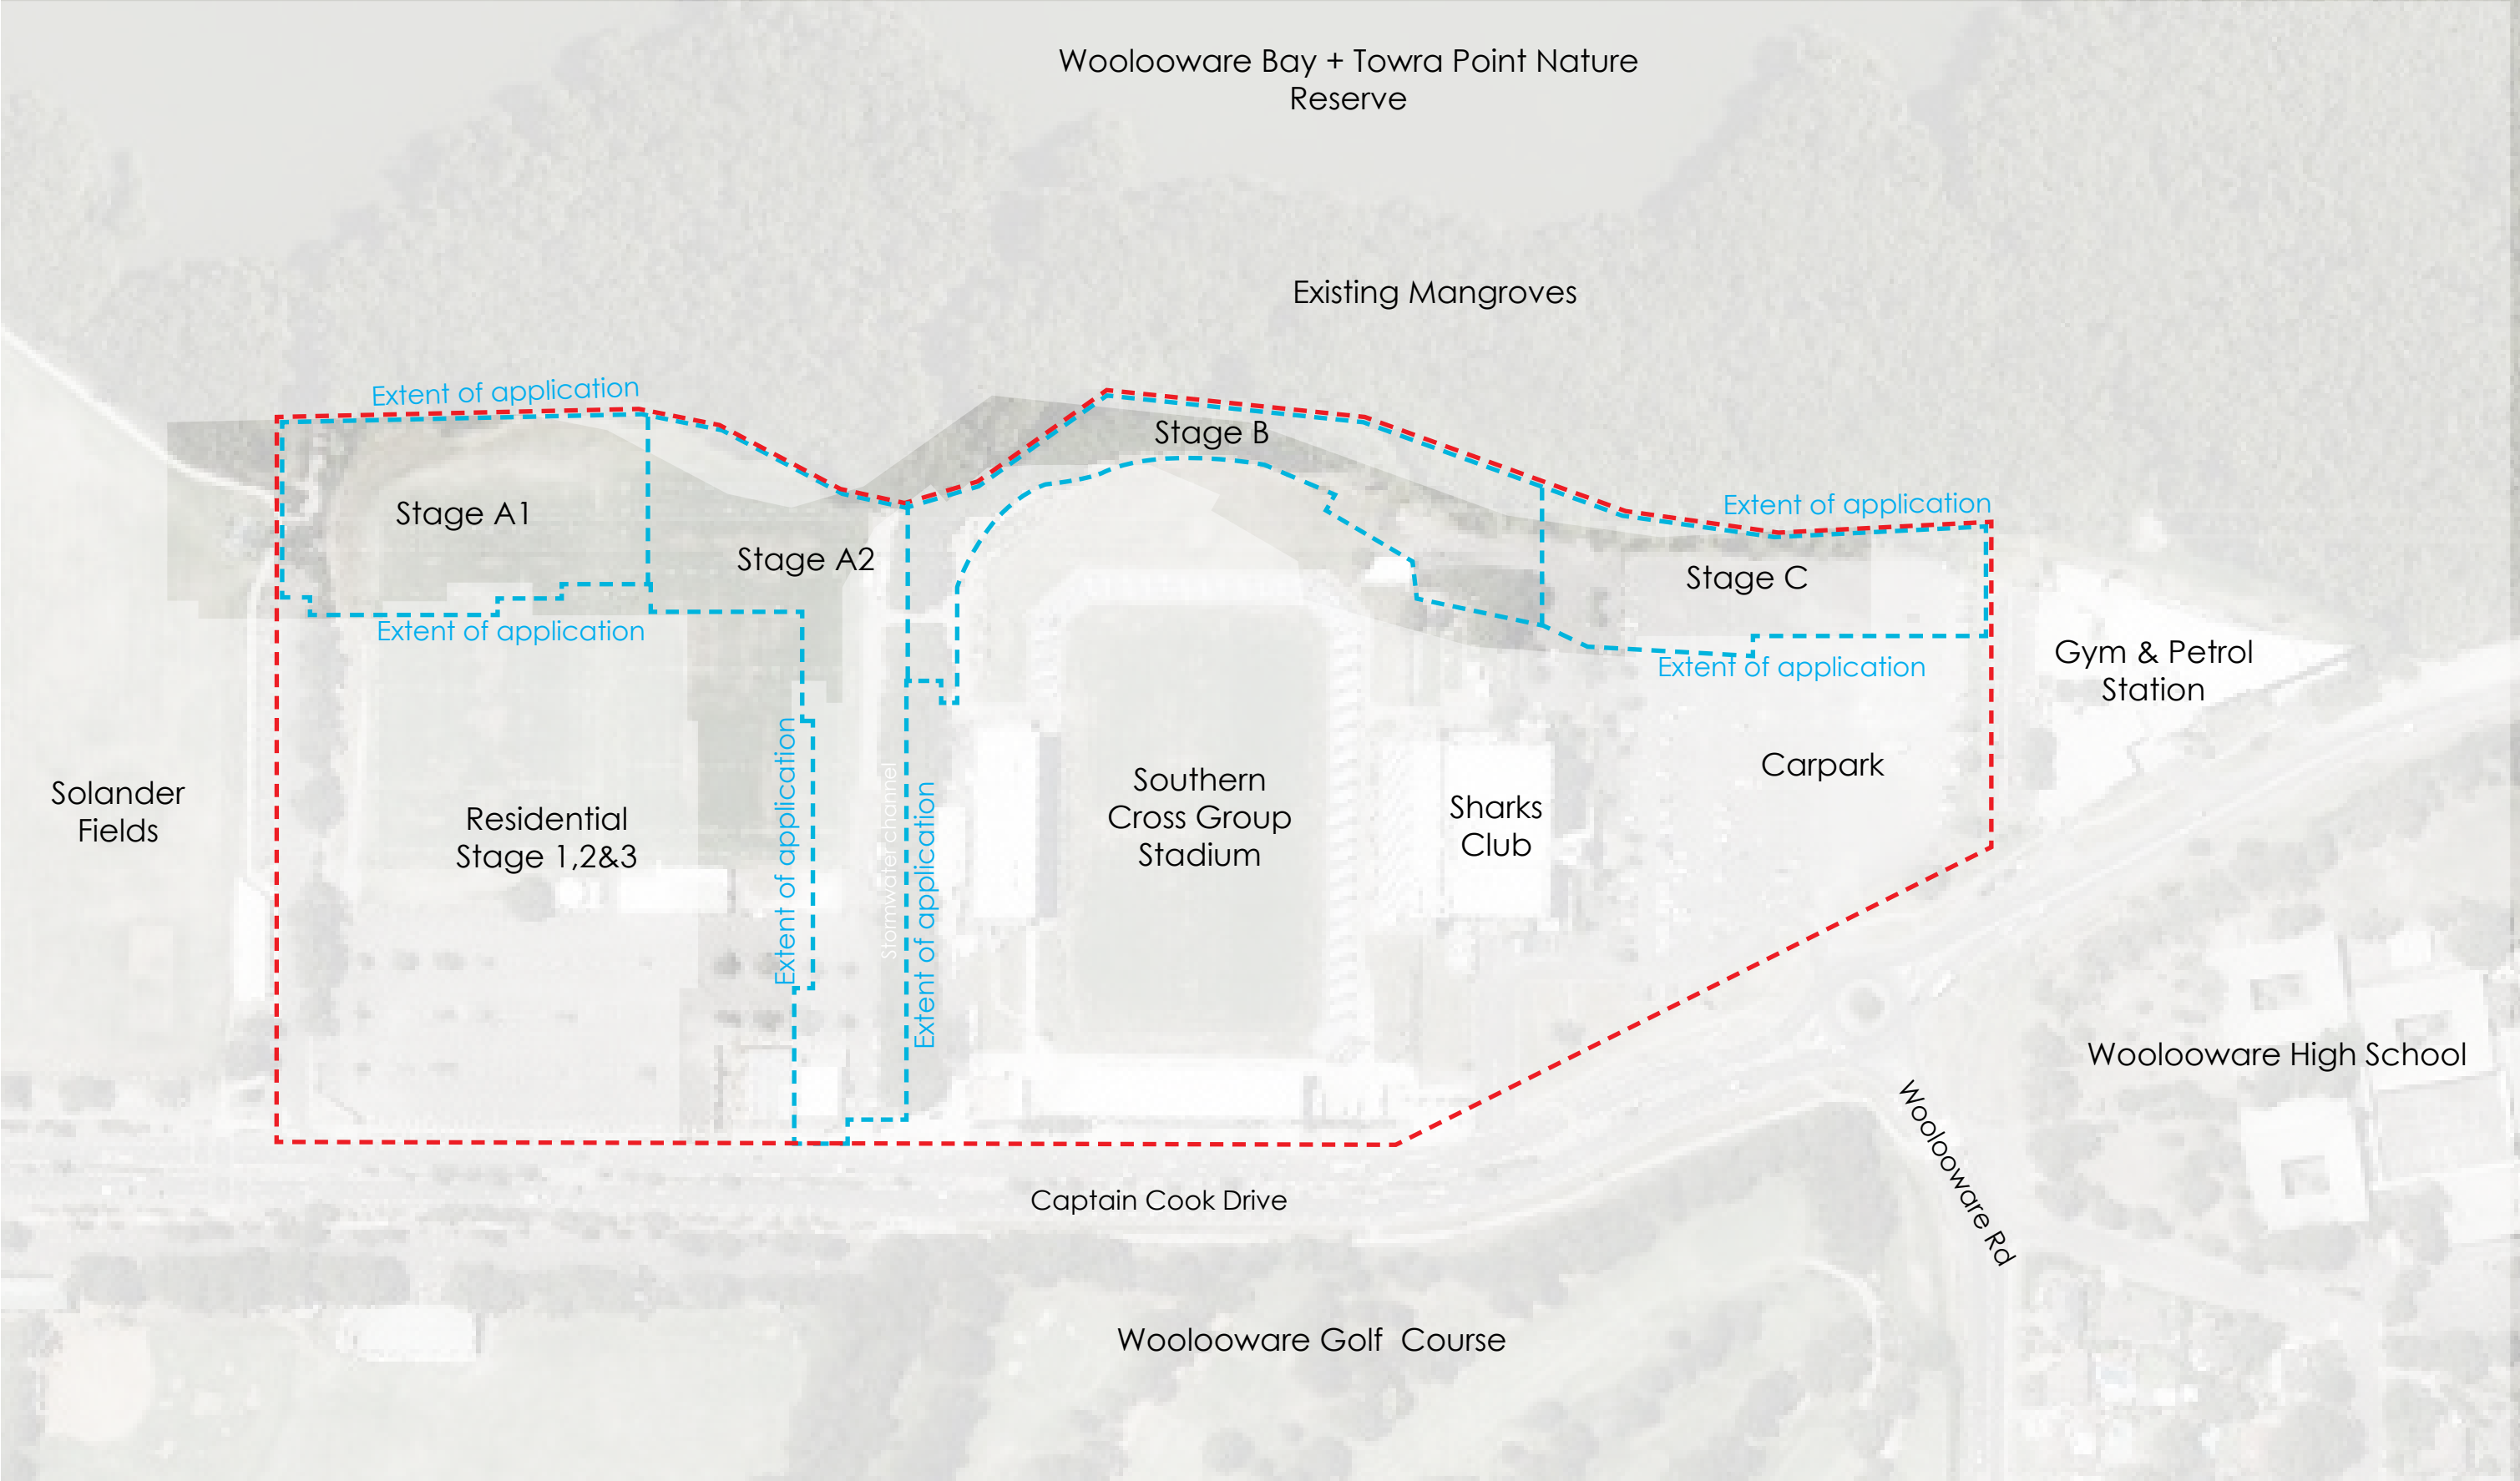 Woolooware Bay + Towra Point Nature
Reserve
Existing Mangroves
Extent of application
Stage B
Extent of application
Stage A1
Stage A2
Stage C
Extent of application
Extent of application
Gym & Petrol
Station
Carpark
Solander
Fields
Residential
Stage 1,2&3
Extent of application
Stormwater channel
Extent of application
Southern
Cross Group
Stadium
Sharks
Club
Woolooware High School
Woolooware Rd
Captain Cook Drive
Woolooware Golf  Course